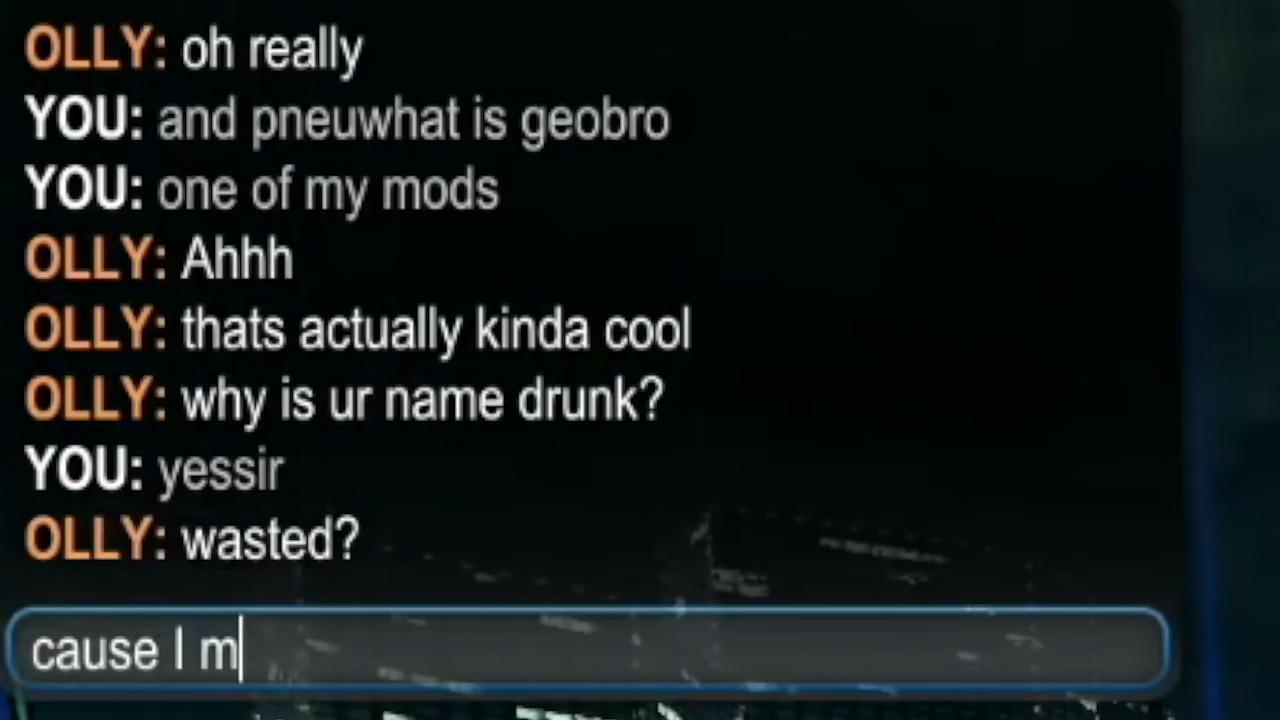 OLLY: oh really
YOU: and pneuwhat is geobro
YOU: one of my mods
OLLY: Ahhh
OLLY: thats actually kinda cool
OLLY: why is ur name drunk?
YOU: yessir
OLLY: wasted?
cause I m